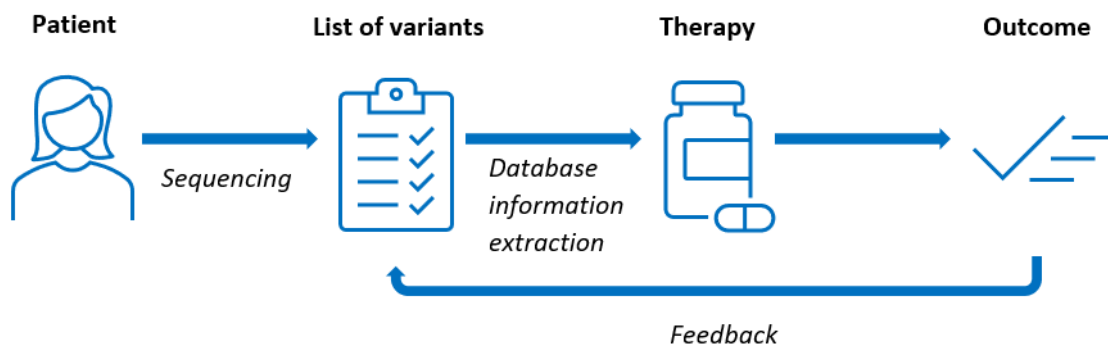 Patient
List of variants
Therapy
Outcome
Sequencing
Database
information
extraction
Feedback